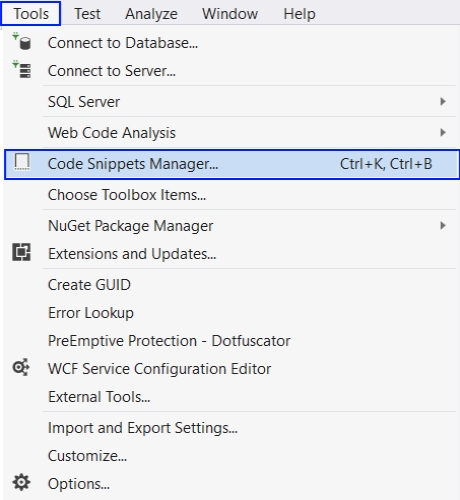 Tools Test Analyze Window Help
Connect to Database...
Connect to Server...
SQL Server
Web Code Analysis
Code Snippets Manager... Ctrl+K, Ctrl+B
Choose Toolbox Items...
NuGet Package Manager
Extensions and Updates...
Create GUID
Error Lookup
PreEmptive Protection - Dotfuscator
WCF Service Configuration Editor
External Tools...
Import and Export Settings...
Customize...
Options...